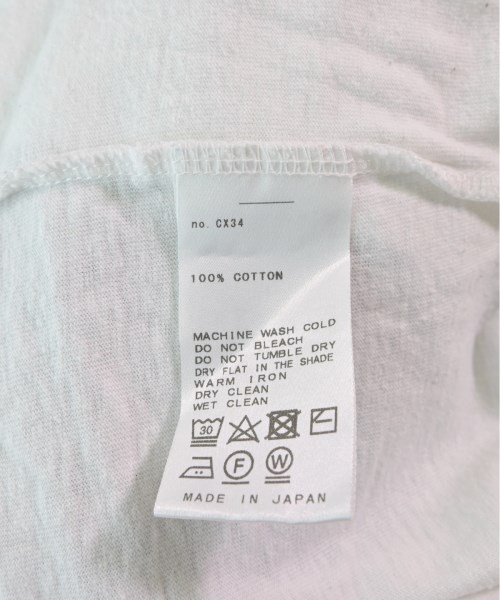 no. CX34
100% COTTON
MACHINE WASH COLD
DO NOT BLEACH
DO NOT TUMBLE DRY
DRY FLAT IN THE SHADE
WARM IRON
DRY CLEAN
WET CLEAN
30
F W
MADE IN JAPAN